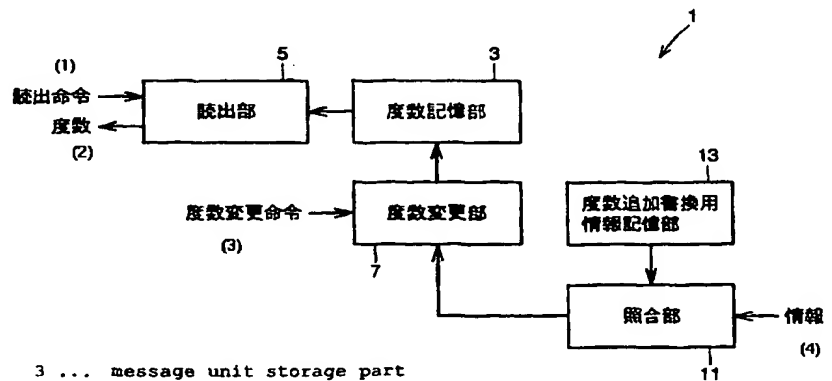 1
(1)
5
3
読出命令
読出部
度数記憶部
度数
(2)
13
度数変更命令
度数変更部
度数追加書換用
情報記憶部
(3)
7
照合部
情報
(4)
11
3 ... message unit storage part